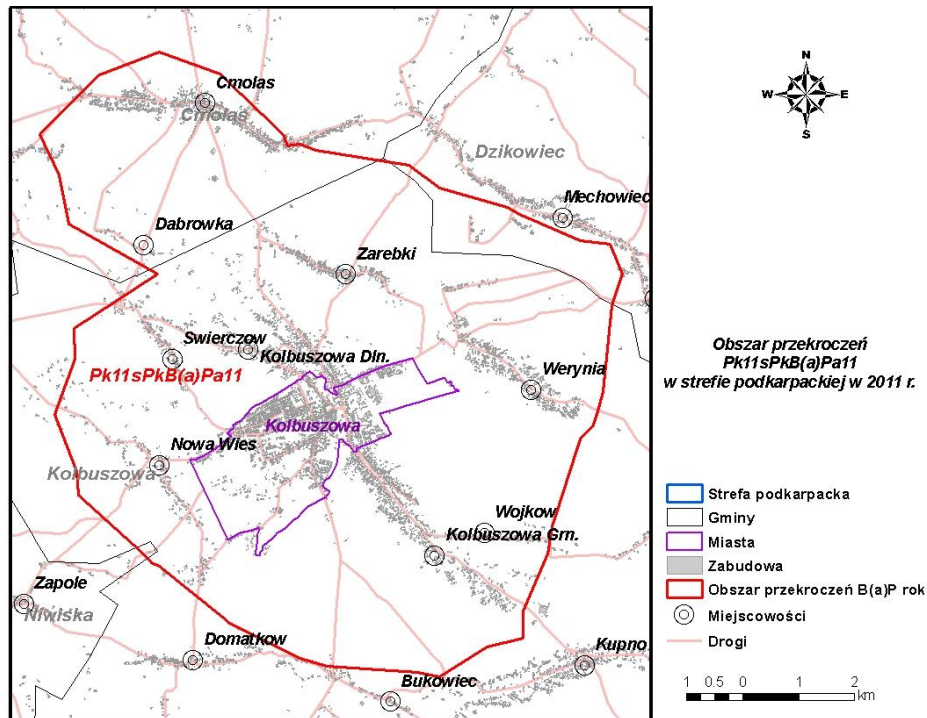 Cmolas
Cmolas
Dzikowiec
Mechowiec
Dabrowka
Zarebki
Swierczow
Kolbuszowa Dln.
Pk11sPkB(a)Pa11
Werynia
Kolbuszowa
Nowa Wies
Kolbuszowa
Wojkow
Kolbuszowa Grn.
Zapole
Niwiska
Domatkow
Kupno
Bukowiec
N
W E
S
Obszar przekroczeń
Pk11sPkB(a)Pa11
w strefie podkarpackiej w 2011 r.
Strefa podkarpacka
Gminy
Miasta
Zabudowa
Obszar przekroczeń B(a)P rok
Miejscowości
Drogi
1 0.5 0 1 2
km